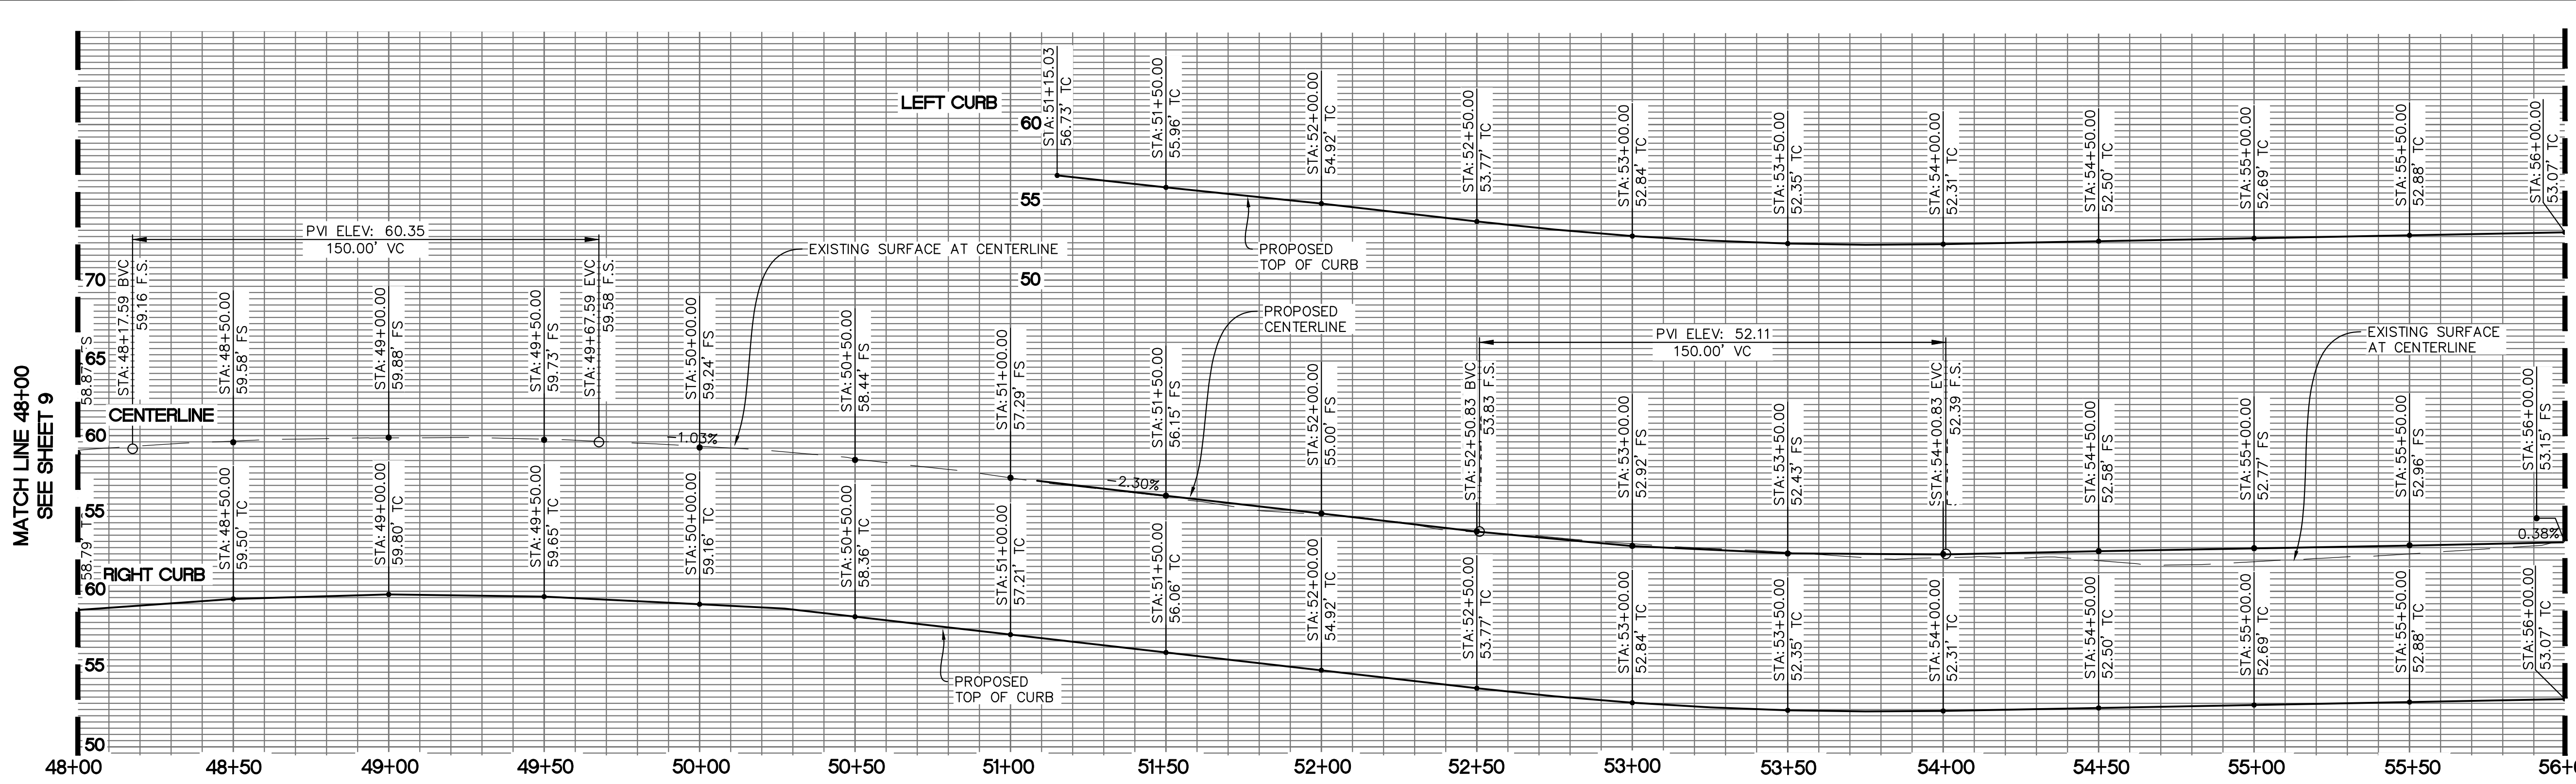 MATCH LINE 48+00
SEE SHEET 9
LEFT CURB
60
55
50
STA: 51+15.03
56.73' TC
STA: 51+50.00
55.96' TC
STA: 52+00.00
54.92' TC
STA: 52+50.00
53.77' TC
STA: 53+00.00
52.84' TC
STA: 53+50.00
52.35' TC
STA: 54+00.00
52.31' TC
STA: 54+50.00
52.50' TC
STA: 55+00.00
52.69' TC
STA: 55+50.00
52.88' TC
STA: 56+00.00
53.07' TC
PROPOSED
TOP OF CURB
PVI ELEV: 60.35
150.00' VC
EXISTING SURFACE AT CENTERLINE
PROPOSED
CENTERLINE
PVI ELEV: 52.11
150.00' VC
EXISTING SURFACE
AT CENTERLINE
70
65
60
55
CENTERLINE
58.87' FS
STA: 48+17.59 BVC
59.16 F.S.
STA: 48+50.00
59.58' FS
STA: 49+00.00
59.88' FS
STA: 49+50.00
59.73' FS
STA: 49+67.59 EVC
59.58 F.S.
STA: 50+00.00
59.24' FS
-1.03%
STA: 50+50.00
58.44' FS
STA: 51+00.00
57.29' FS
-2.30%
STA: 51+50.00
56.15' FS
STA: 52+00.00
55.00' FS
STA: 52+50.83 BVC
53.83 F.S.
STA: 53+00.00
52.92' FS
STA: 53+50.00
52.43' FS
STA: 54+00.83 EVC
52.39 F.S.
STA: 54+50.00
52.58' FS
STA: 55+00.00
52.77' FS
STA: 55+50.00
52.96' FS
STA: 56+00.00
53.15' FS
0.38%
RIGHT CURB
60
55
50
58.79' TC
STA: 48+50.00
59.50' TC
STA: 49+00.00
59.80' TC
STA: 49+50.00
59.65' TC
STA: 50+00.00
59.16' TC
STA: 50+50.00
58.36' TC
STA: 51+00.00
57.21' TC
STA: 51+50.00
56.06' TC
STA: 52+00.00
54.92' TC
STA: 52+50.00
53.77' TC
STA: 53+00.00
52.84' TC
STA: 53+50.00
52.35' TC
STA: 54+00.00
52.31' TC
STA: 54+50.00
52.50' TC
STA: 55+00.00
52.69' TC
STA: 55+50.00
52.88' TC
STA: 56+00.00
53.07' TC
PROPOSED
TOP OF CURB
48+00 48+50 49+00 49+50 50+00 50+50 51+00 51+50 52+00 52+50 53+00 53+50 54+00 54+50 55+00 55+50